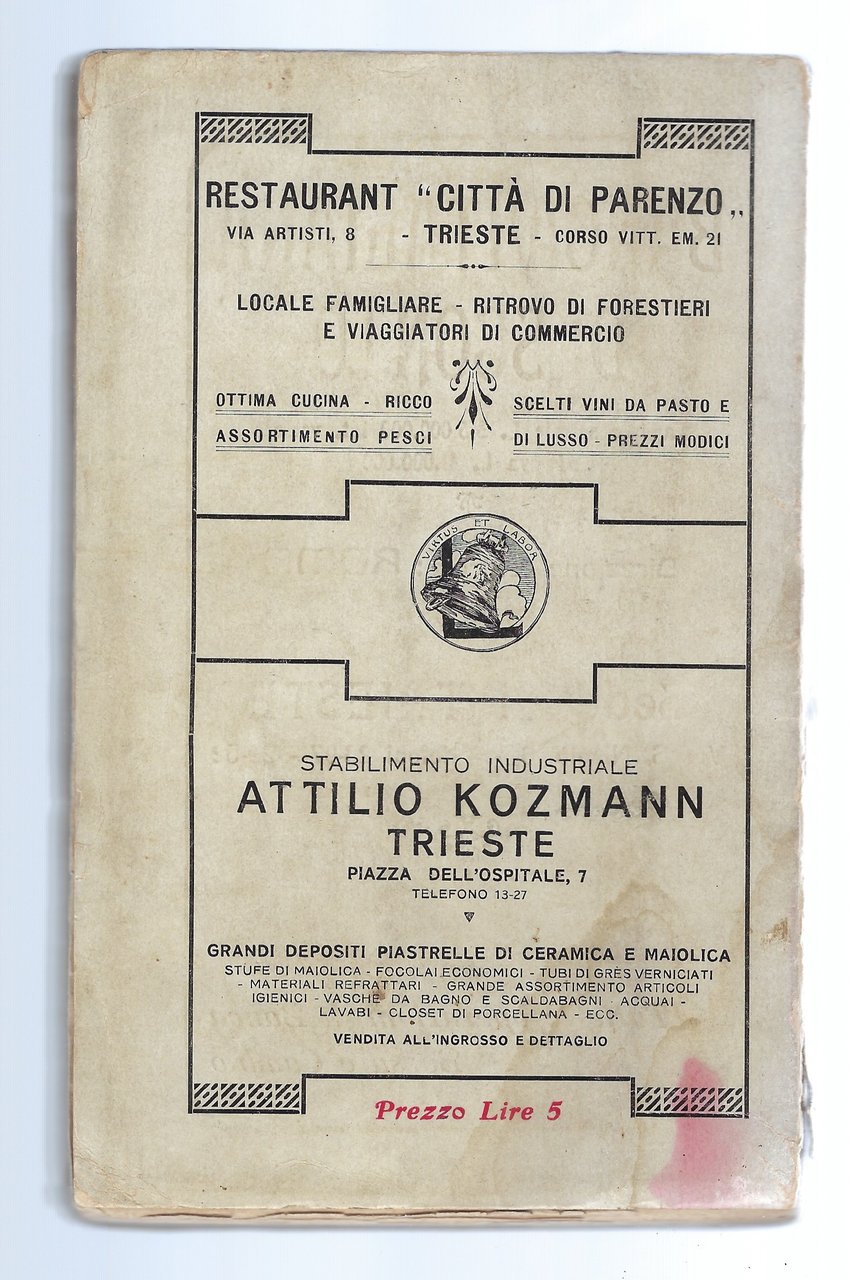 RESTAURANT “CITTÀ DI PARENZO„
VIA ARTISTI, 8 - TRIESTE - CORSO VITT. EM. 21
LOCALE FAMIGLIARE - RITROVO DI FORESTIERI
E VIAGGIATORI DI COMMERCIO
OTTIMA CUCINA - RICCO
ASSORTIMENTO PESCI
SCELTI VINI DA PASTO E
DI LUSSO - PREZZI MODICI
VIRTUS ET LABOR
L
STABILIMENTO INDUSTRIALE
ATTILIO KOZMANN
TRIESTE
PIAZZA DELL'OSPITALE, 7
TELEFONO 13-27
GRANDI DEPOSITI PIASTRELLE DI CERAMICA E MAIOLICA
STUFE DI MAIOLICA - FOCOLAI ECONOMICI - TUBI DI GRÈS VERNICIATI
- MATERIALI REFRATTARI - GRANDE ASSORTIMENTO ARTICOLI
IGIENICI - VASCHE DA BAGNO E SCALDABAGNI - ACQUAI -
LAVABI - CLOSET DI PORCELLANA - ECC.
VENDITA ALL'INGROSSO E DETTAGLIO
Prezzo Lire 5